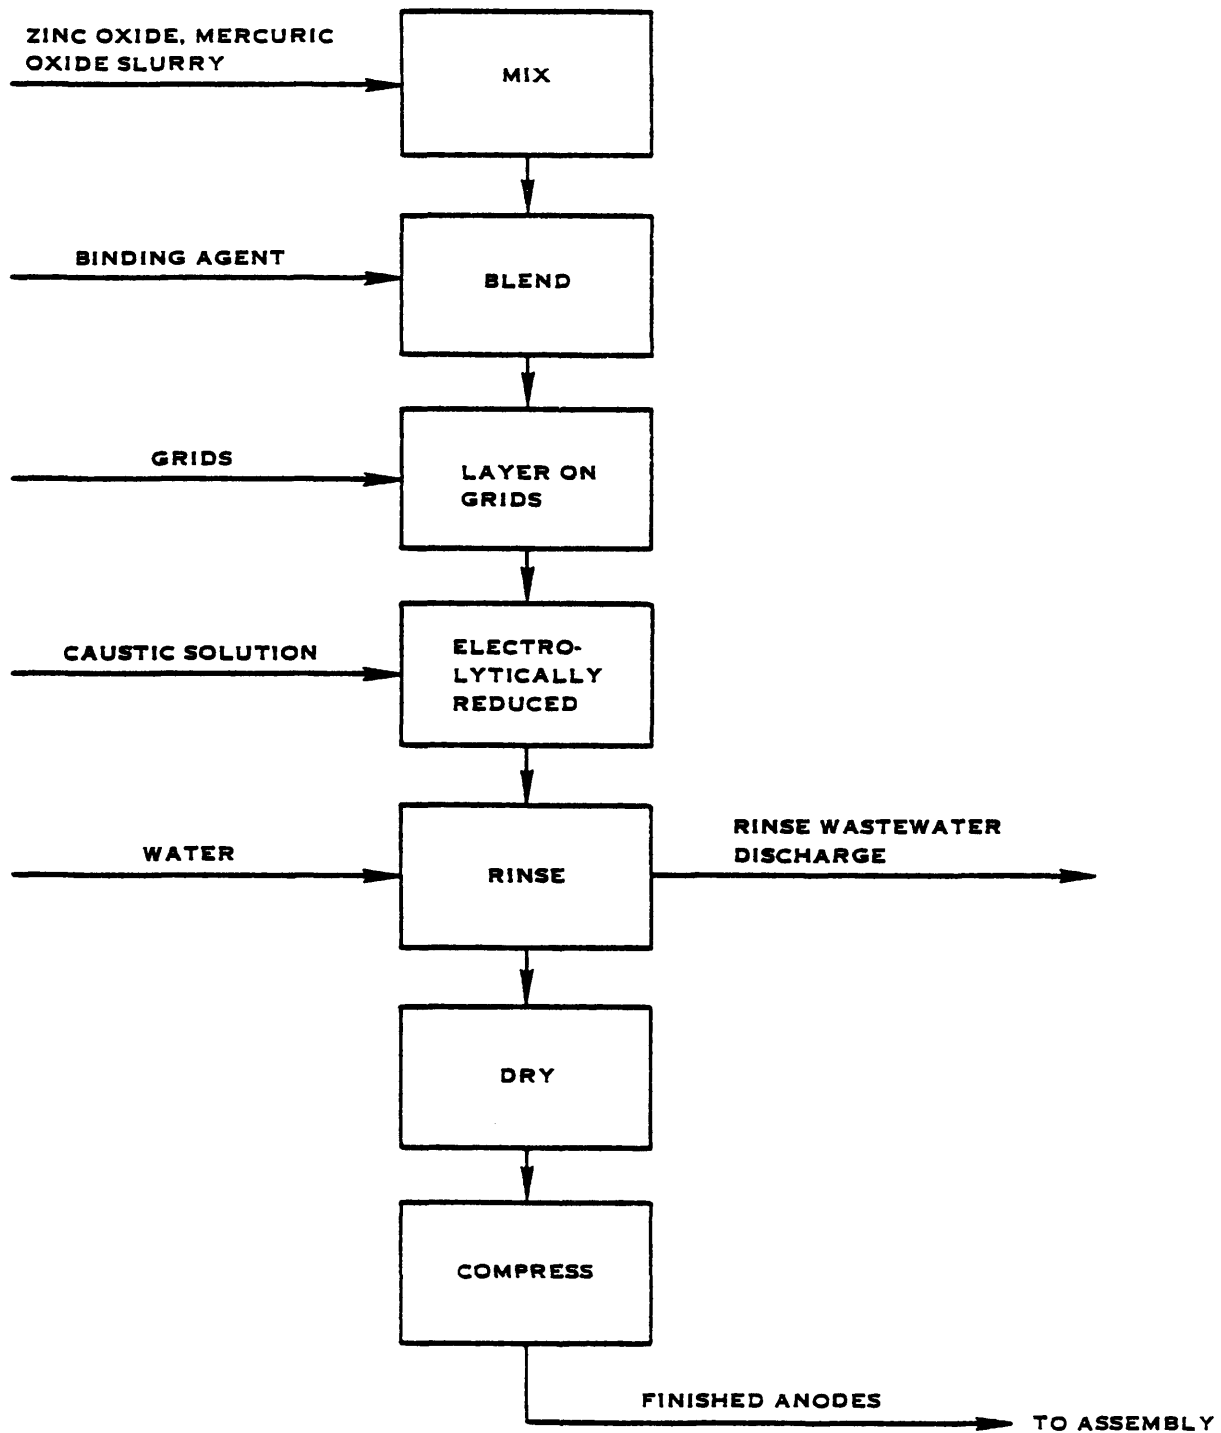 ZINC OXIDE, MERCURIC
OXIDE SLURRY
MIX
BINDING AGENT
BLEND
GRIDS
LAYER ON
GRIDS
CAUSTIC SOLUTION
ELECTRO-
LYTICALLY
REDUCED
WATER
RINSE
RINSE WASTEWATER
DISCHARGE
DRY
COMPRESS
FINISHED ANODES
TO ASSEMBLY